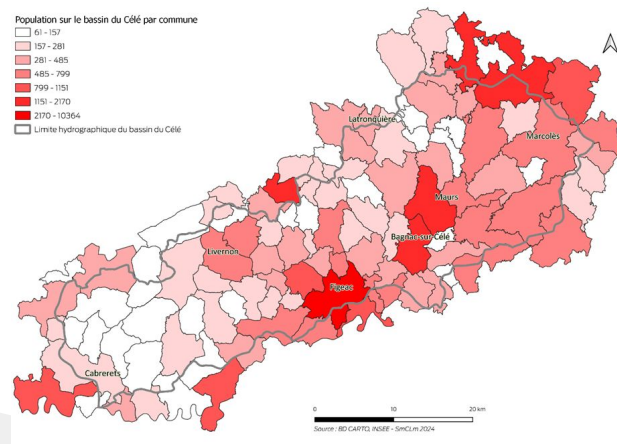 Population sur le bassin du Célé par commune
61 - 157
157 - 281
281 - 485
485 - 799
799 - 1151
1151 - 2170
2170 - 10364
Limite hydrographique du bassin du Célé
Latronquière
Marcolès
Maurs
Bagnac-sur-Célé
Livernon
Figeac
Cabrerets
0 10 20 km
Source : BD CARTO, INSEE - SmCLm 2024